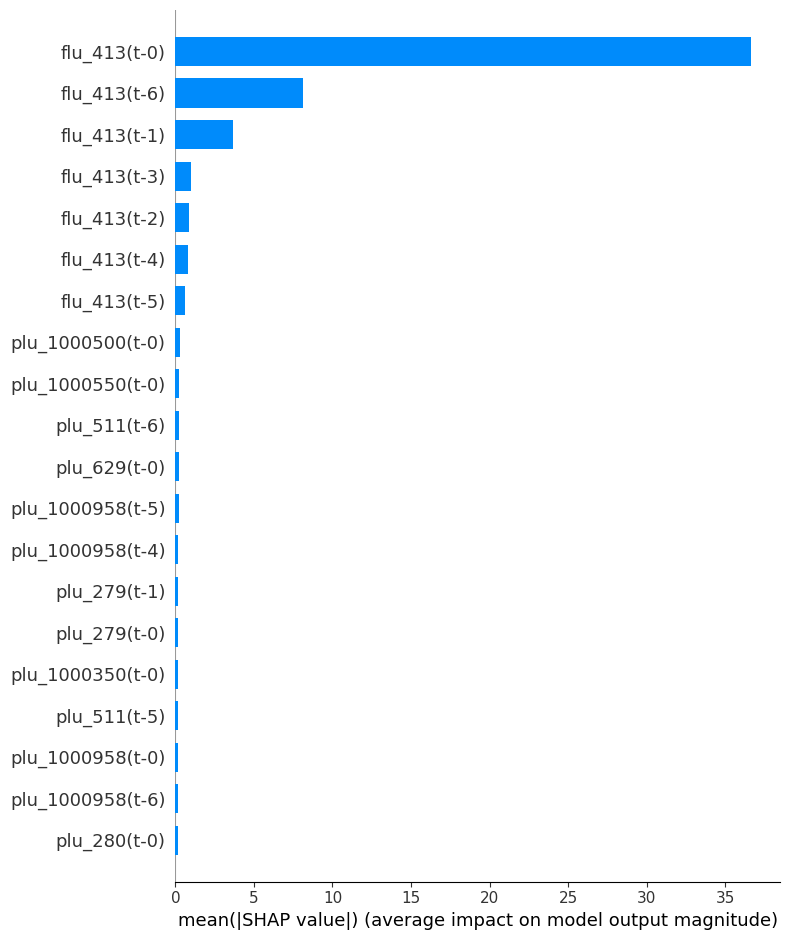 flu_413(t-0)
flu_413(t-6)
flu_413(t-1)
flu_413(t-3)
flu_413(t-2)
flu_413(t-4)
flu_413(t-5)
plu_1000500(t-0)
plu_1000550(t-0)
plu_511(t-6)
plu_629(t-0)
plu_1000958(t-5)
plu_1000958(t-4)
plu_279(t-1)
plu_279(t-0)
plu_1000350(t-0)
plu_511(t-5)
plu_1000958(t-0)
plu_1000958(t-6)
plu_280(t-0)
0 5 10 15 20 25 30 35
mean(|SHAP value|) (average impact on model output magnitude)